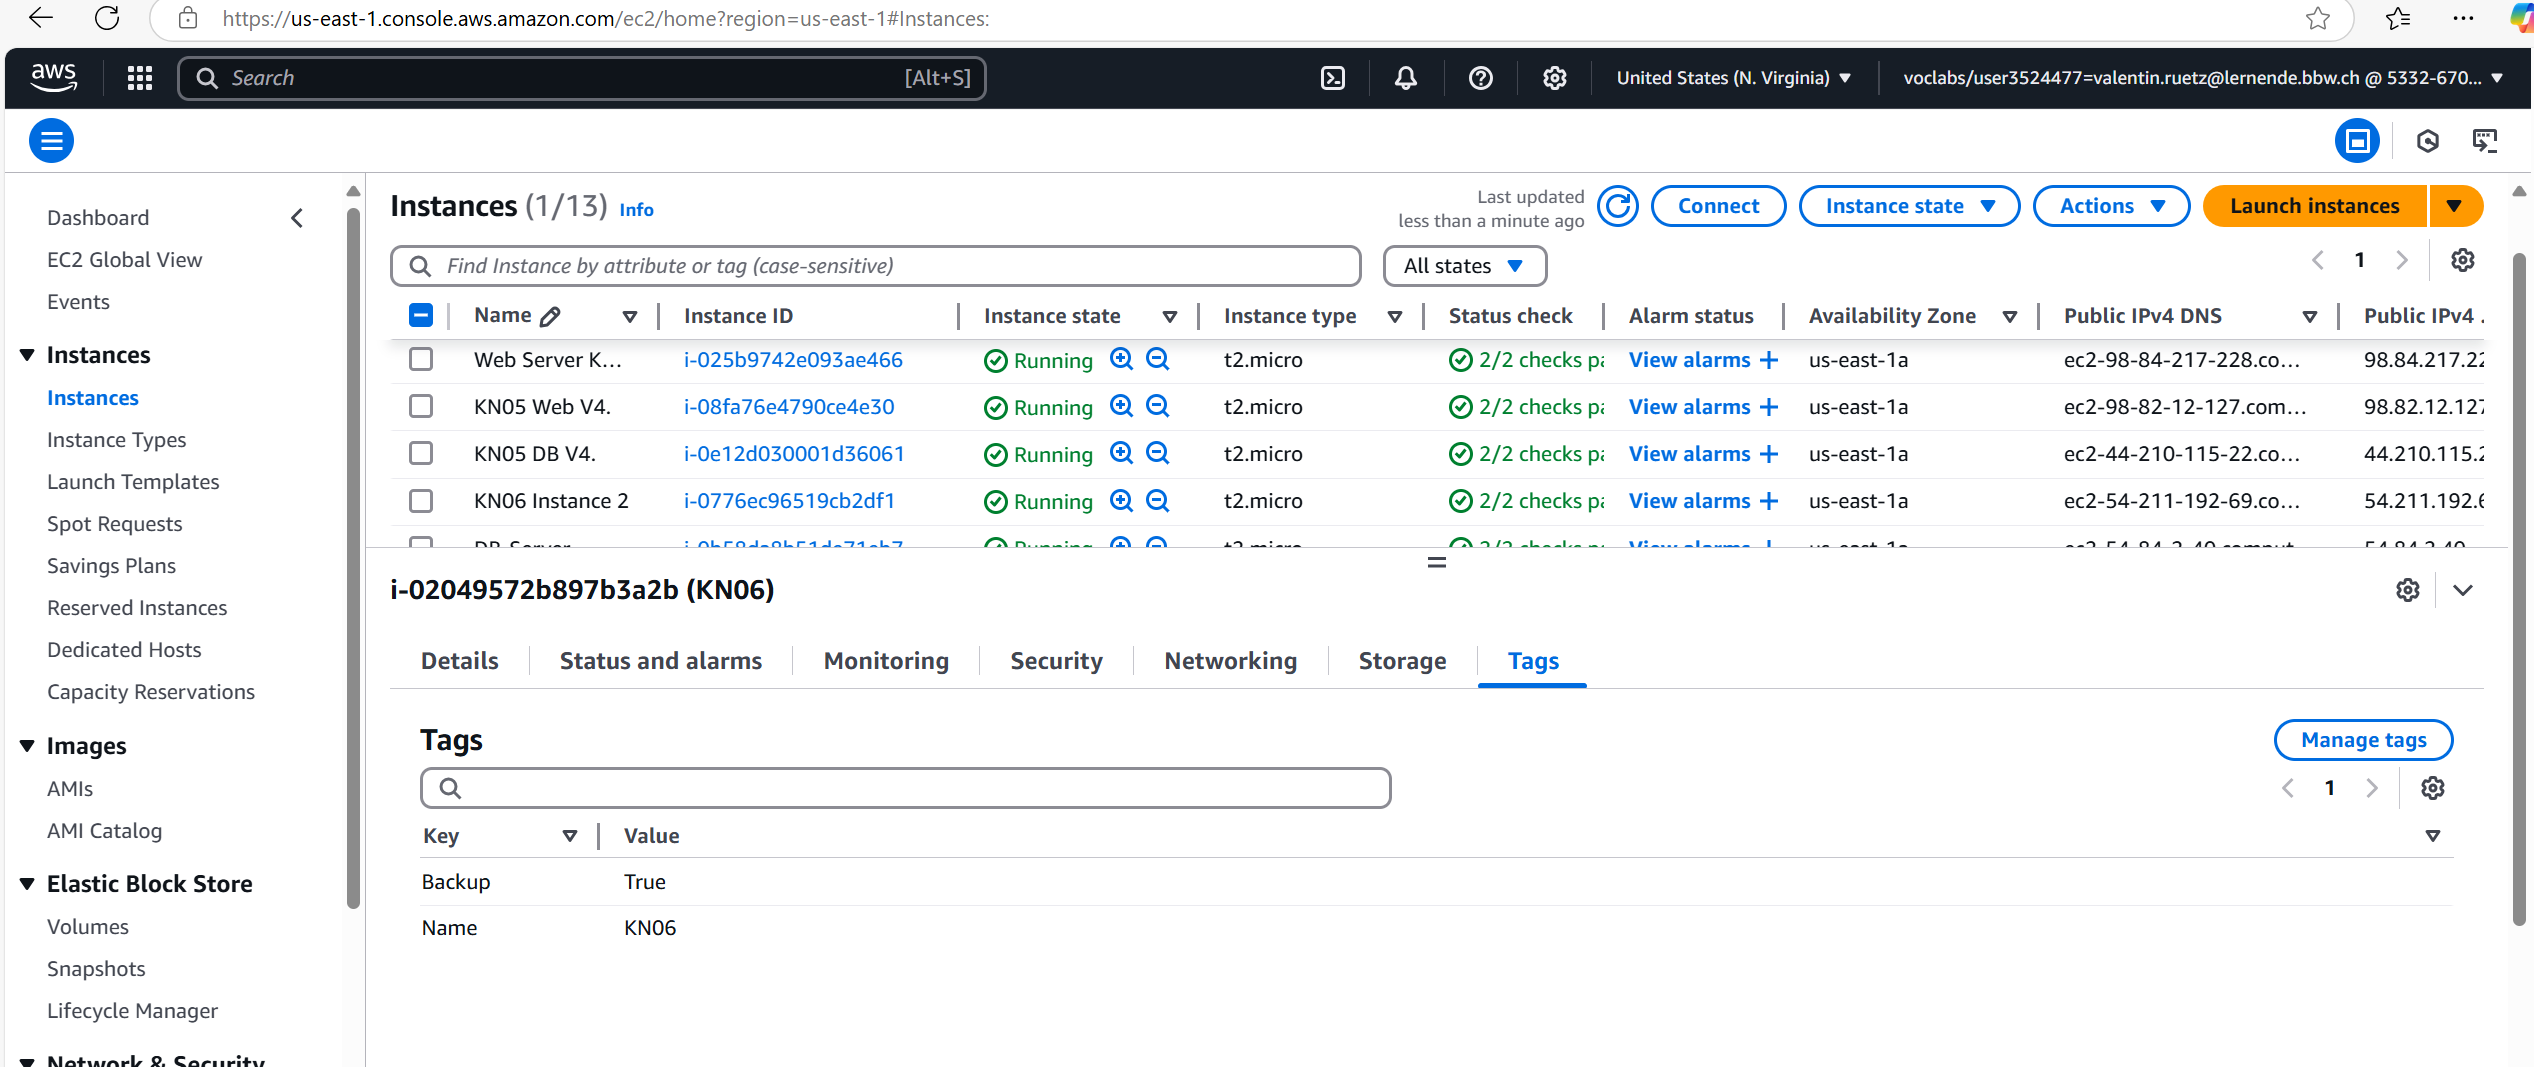 https://us-east-1.console.aws.amazon.com/ec2/home?region=us-east-1#Instances:
aws Search [Alt+S] United States (N. Virginia) voclabs/user3524477=valentin.ruetz@lernende.bbw.ch @ 5332-670...
Dashboard
EC2 Global View
Events
Instances
Instances
Instance Types
Launch Templates
Spot Requests
Savings Plans
Reserved Instances
Dedicated Hosts
Capacity Reservations
Images
AMIs
AMI Catalog
Elastic Block Store
Volumes
Snapshots
Lifecycle Manager
Network & Security
Instances (1/13) Info
Last updated
less than a minute ago
Connect Instance state Actions Launch instances
Find Instance by attribute or tag (case-sensitive) All states 1
Name Instance ID Instance state Instance type Status check Alarm status Availability Zone Public IPv4 DNS Public IPv4 .
Web Server K... i-025b9742e093ae466 Running t2.micro 2/2 checks pa View alarms + us-east-1a ec2-98-84-217-228.co... 98.84.217.22
KN05 Web V4. i-08fa76e4790ce4e30 Running t2.micro 2/2 checks pa View alarms + us-east-1a ec2-98-82-12-127.com... 98.82.12.127
KN05 DB V4. i-0e12d030001d36061 Running t2.micro 2/2 checks pa View alarms + us-east-1a ec2-44-210-115-22.co... 44.210.115.2
KN06 Instance 2 i-0776ec96519cb2df1 Running t2.micro 2/2 checks pa View alarms + us-east-1a ec2-54-211-192-69.co... 54.211.192.6
DB-Server Running t2.micro View alarms us-east-1a
i-02049572b897b3a2b (KN06)
Details Status and alarms Monitoring Security Networking Storage Tags
Tags
Manage tags
1
Key Value
Backup True
Name KN06